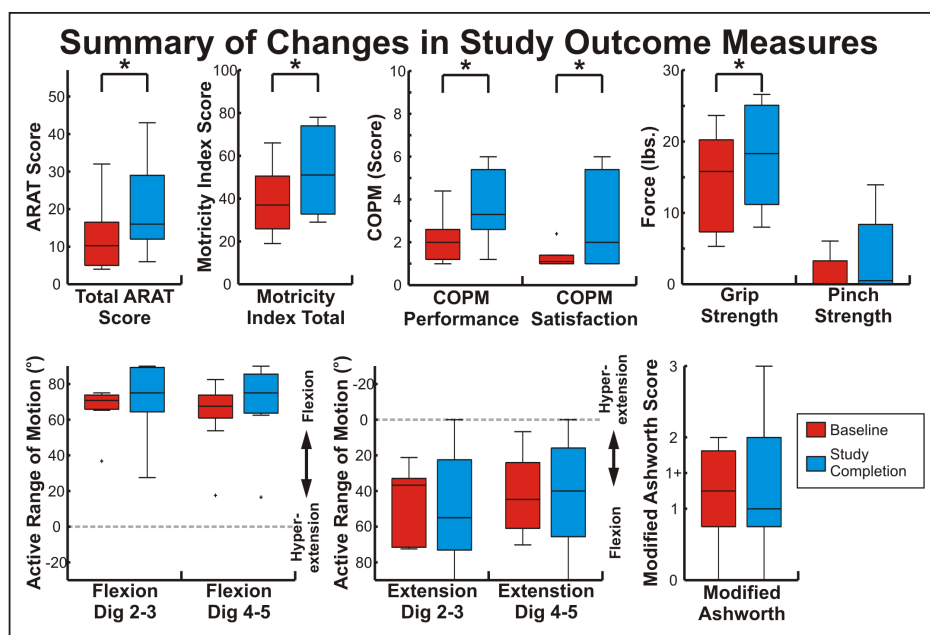 Summary of Changes in Study Outcome Measures
ARAT Score
50
40
30
20
10
0
*
Total ARAT
Score
Motricity Index Score
100
80
60
40
20
0
*
Motricity
Index Total
COPM (Score)
10
8
6
4
2
0
*
*
COPM
Performance
COPM
Satisfaction
Force (lbs.)
30
20
10
0
*
Grip
Strength
Pinch
Strength
Active Range of Motion (°)
80
60
40
20
0
-20
Flexion
Hyper-
extension
Flexion
Dig 2-3
Flexion
Dig 4-5
Active Range of Motion (°)
-20
0
20
40
60
80
Hyper-
extension
Flexion
Extension
Dig 2-3
Extenstion
Dig 4-5
Modified Ashworth Score
3
2
1+
1
0
Modified
Ashworth
Baseline
Study
Completion